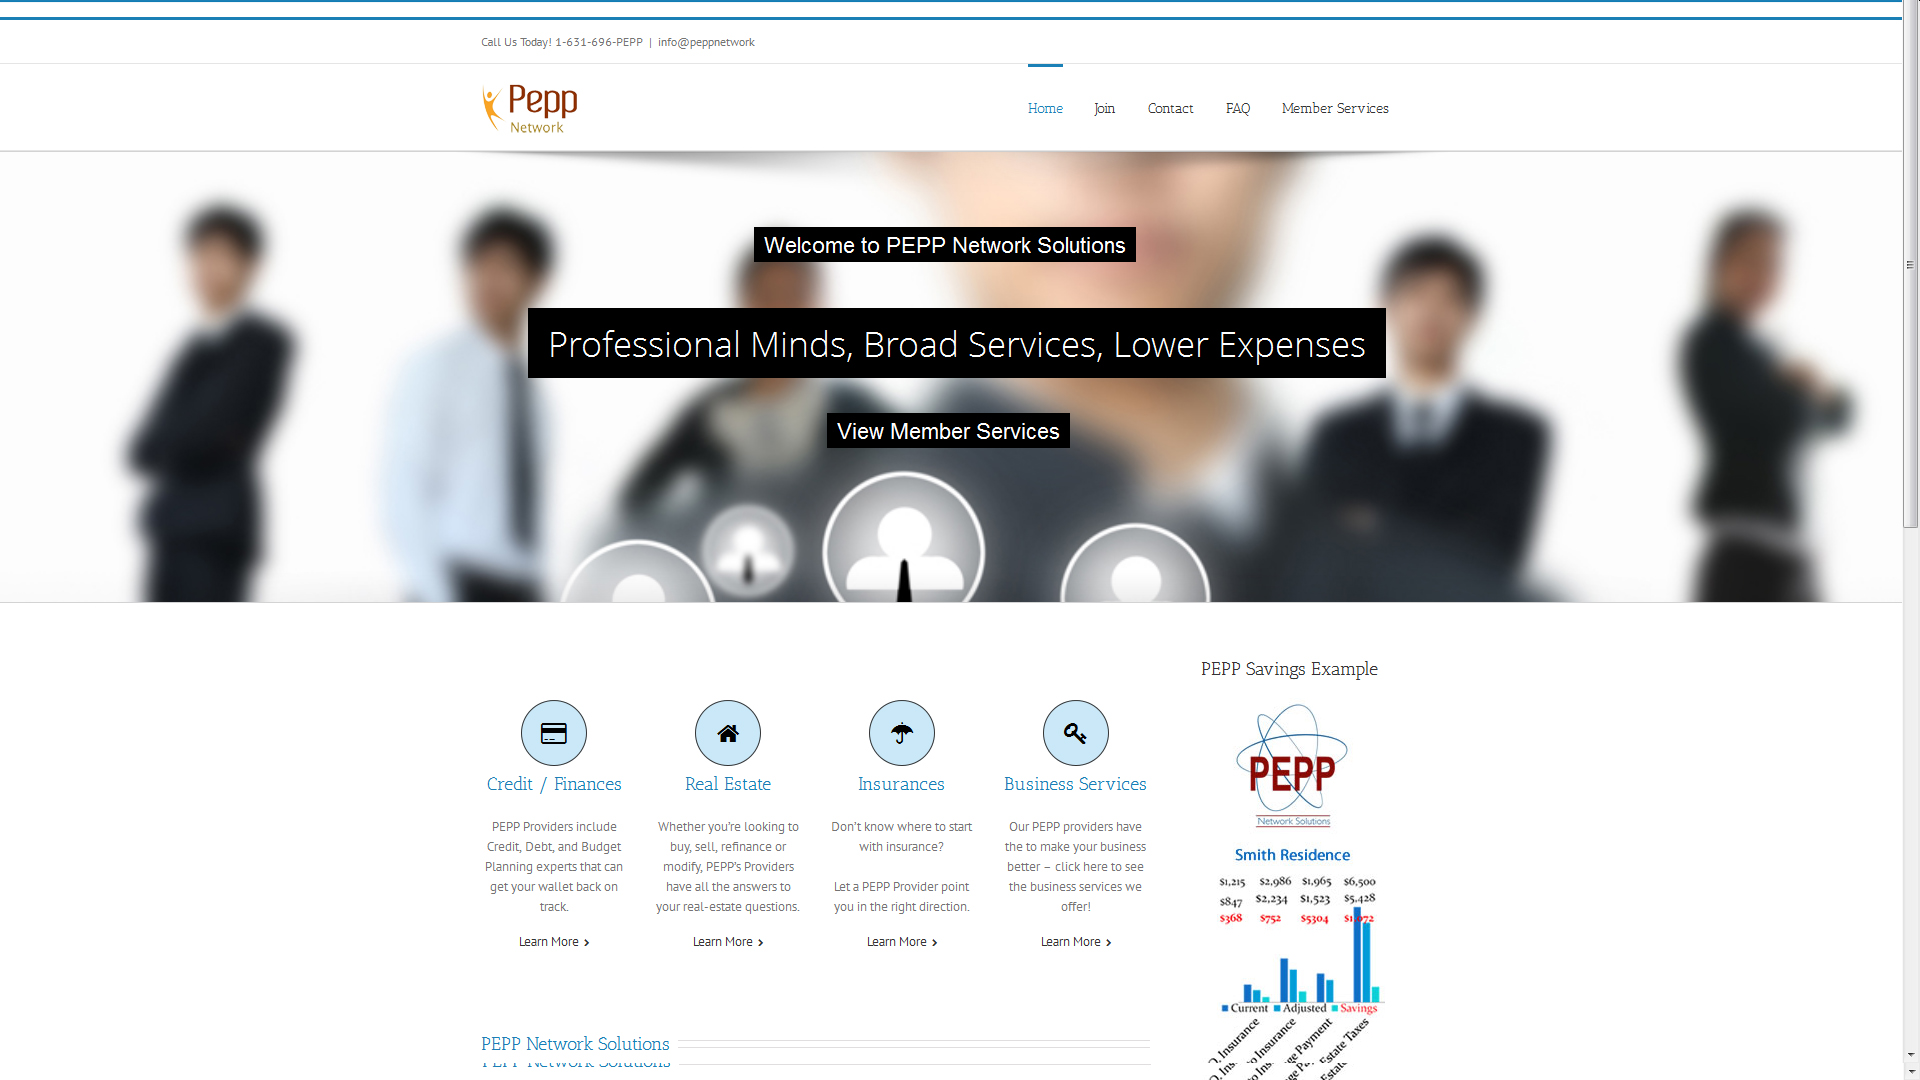 Call Us Today! 1-631-696-PEPP | info@peppnetwork
Pepp
Network
Home Join Contact FAQ Member Services
Welcome to PEPP Network Solutions
Professional Minds, Broad Services, Lower Expenses
View Member Services
Credit / Finances
PEPP Providers include
Credit, Debt, and Budget
Planning experts that can
get your wallet back on
track.
Learn More
Real Estate
Whether you're looking to
buy, sell, refinance or
modify, PEPP's Providers
have all the answers to
your real-estate questions.
Learn More
Insurances
Don't know where to start
with insurance?
Let a PEPP Provider point
you in the right direction.
Learn More
Business Services
Our PEPP providers have
the to make your business
better – click here to see
the business services we
offer!
Learn More
PEPP Network Solutions
PEPP Network Solutions
PEPP Savings Example
PEPP
Network Solutions
Smith Residence
$1,215 $2,986 $1,965 $6,500
$847 $2,234 $1,523 $5,428
$368 $752 $5304 $1,072
Current Adjusted Savings
Insurance
Insurance
Payment
Estate Taxes